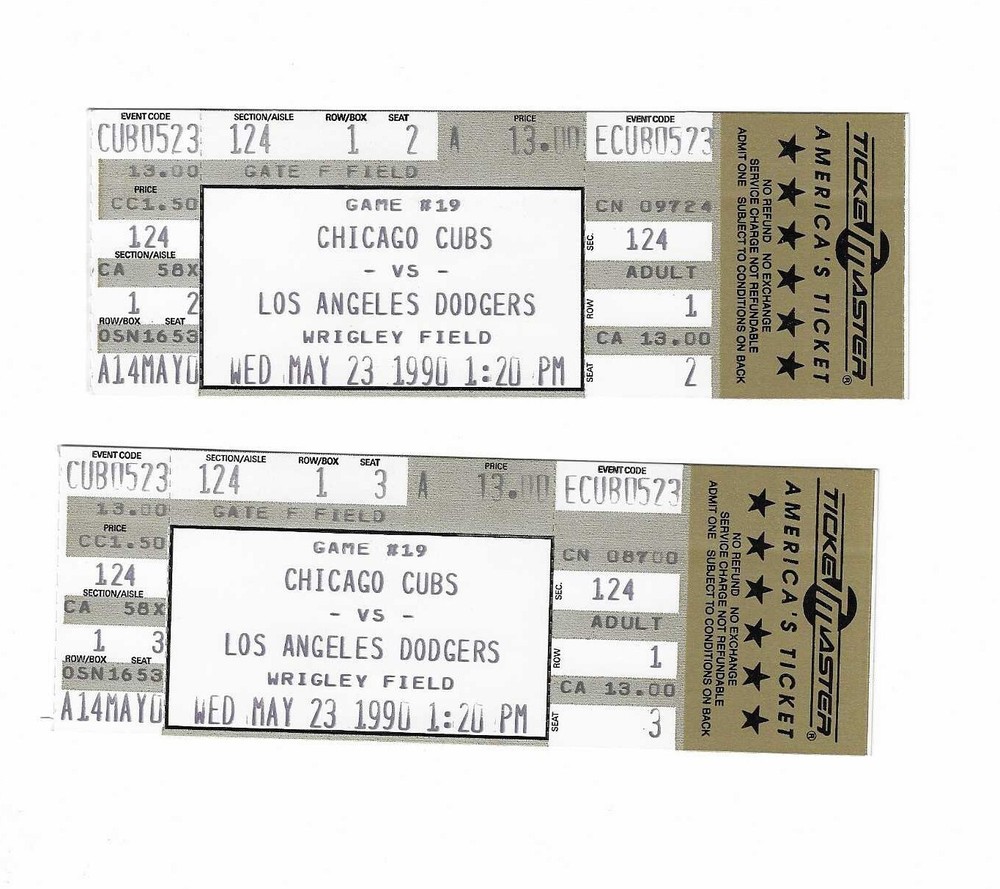 EVENT CODE SECTION/AISLE ROW/BOX SEAT PRICE EVENT CODE
CUB0523 124 1 2 A 13.00 ECUB0523
13.00 GATE F FIELD
PRICE
CC1.50 GAME #19 CN 09724
124 CHICAGO CUBS SEC. 124
SECTION/AISLE
CA 58X - VS - ADULT
1 2 LOS ANGELES DODGERS ROW 1
ROW/BOX SEAT
OSN1653 WRIGLEY FIELD CA 13.00
A14MAY0 WED MAY 23 1990 1:20 PM SEAT 2
TICKETMASTER®
AMERICA'S TICKET
NO REFUND NO EXCHANGE
SERVICE CHARGE NOT REFUNDABLE
ADMIT ONE SUBJECT TO CONDITIONS ON BACK
EVENT CODE SECTION/AISLE ROW/BOX SEAT PRICE EVENT CODE
CUB0523 124 1 3 A 13.00 ECUB0523
13.00 GATE F FIELD
PRICE
CC1.50 GAME #19 CN 08700
124 CHICAGO CUBS SEC. 124
SECTION/AISLE
CA 58X - VS - ADULT
1 3 LOS ANGELES DODGERS ROW 1
ROW/BOX SEAT
OSN1653 WRIGLEY FIELD CA 13.00
A14MAY0 WED MAY 23 1990 1:20 PM SEAT 3
TICKETMASTER®
AMERICA'S TICKET
NO REFUND NO EXCHANGE
SERVICE CHARGE NOT REFUNDABLE
ADMIT ONE SUBJECT TO CONDITIONS ON BACK